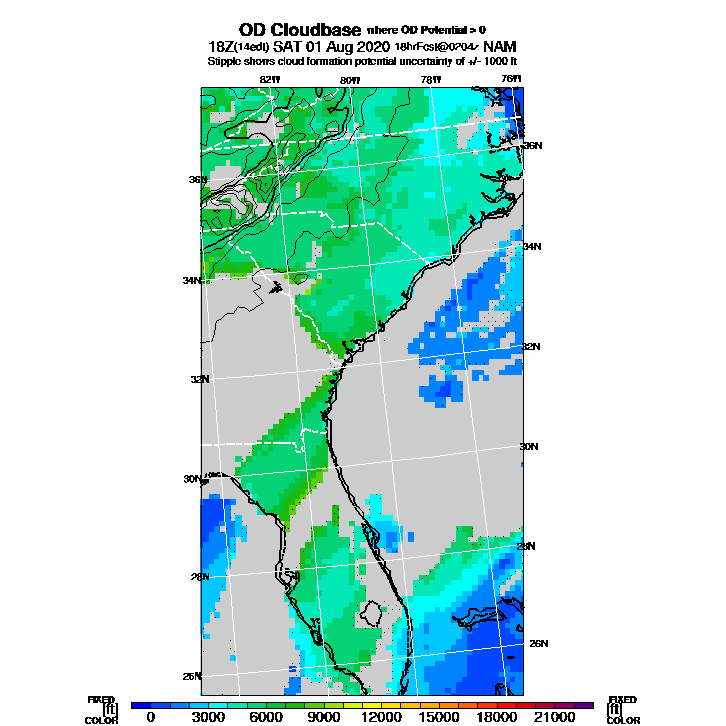 OD Cloudbase where OD Potential > 0
18Z(14edt) SAT 01 Aug 2020 18hrFcst@0204z NAM
Stipple shows cloud formation potential uncertainty of +/- 1000 ft
82W 80W 78W 76W
36N
36N
34N
34N
32N
32N
30N
30N
28N
28N
26N
26N
FIXED [ft] COLOR
0 3000 6000 9000 12000 15000 18000 21000
FIXED [ft] COLOR